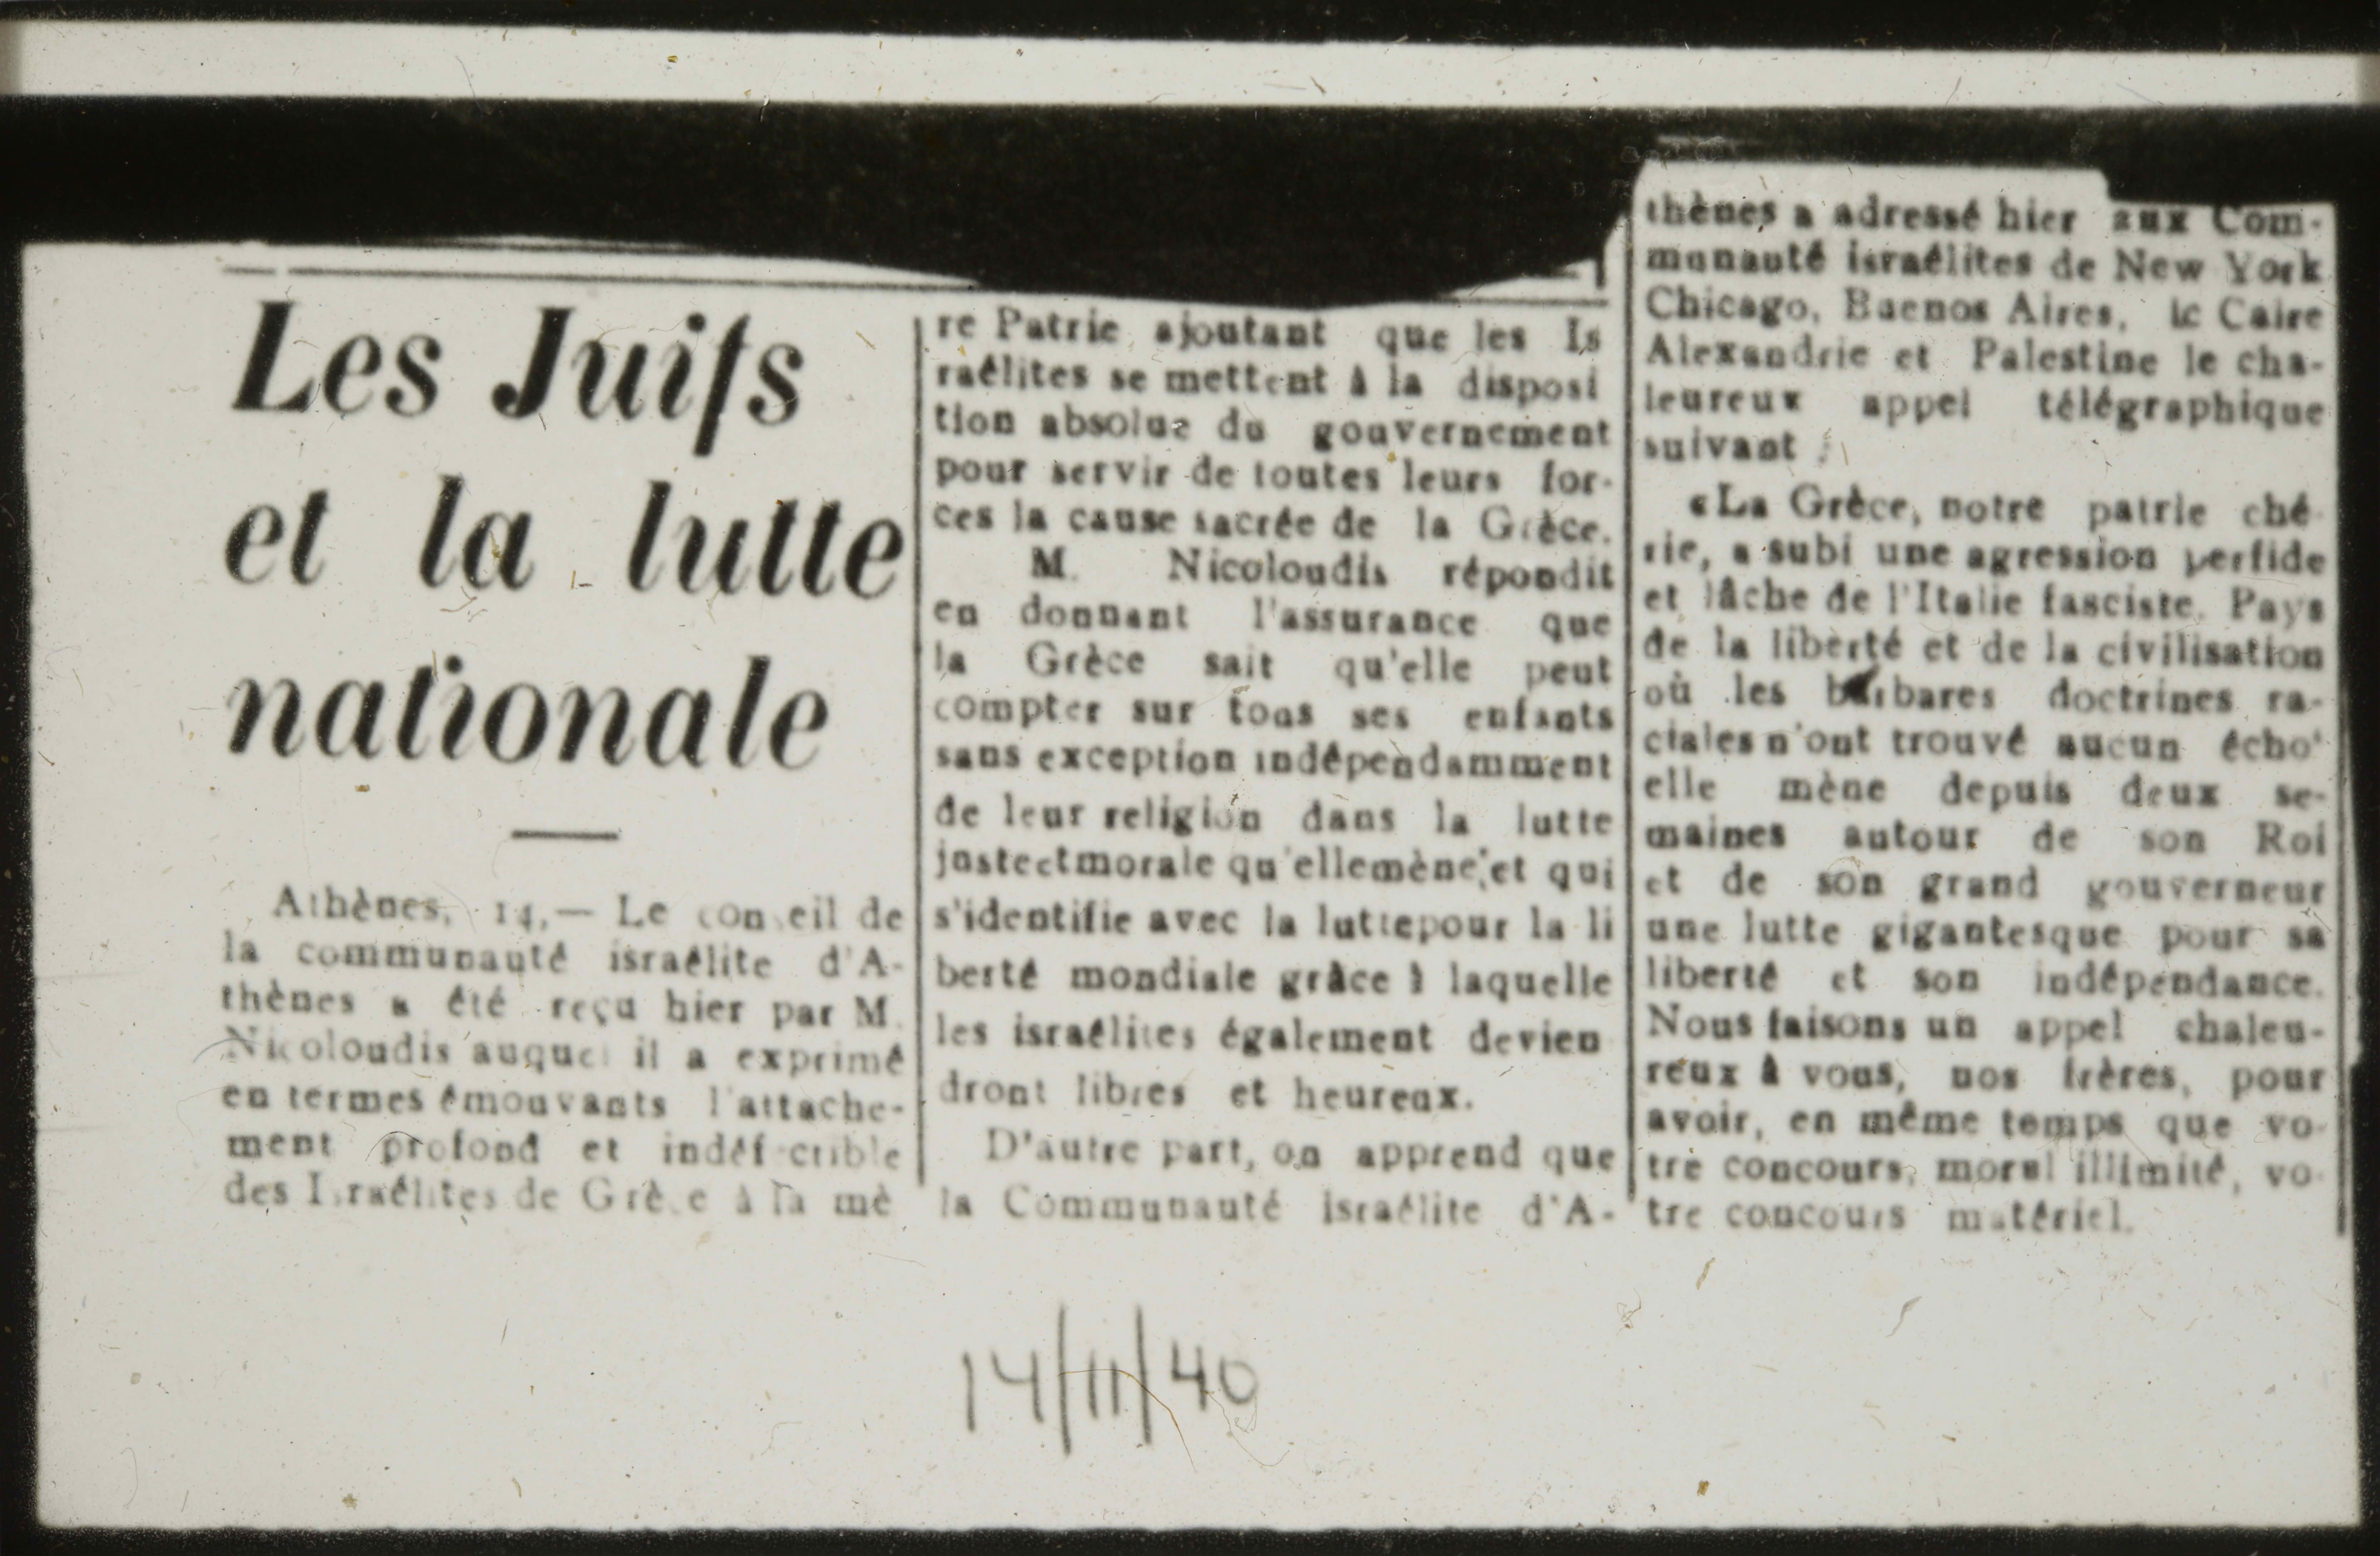 Les Juifs
et la lutte
nationale
Athènes, 14,— Le conseil de
la communauté israélite d'A-
thènes a été reçu hier par M.
Nicoloudis auquel il a exprimé
en termes émouvants l'attache-
ment profond et indéfectible
des Israélites de Grèce à la mè
re Patrie ajoutant que les Is
raélites se mettent à la disposi
tion absolue du gouvernement
pour servir de toutes leurs for-
ces la cause sacrée de la Grèce.
M. Nicoloudis répondit
en donnant l'assurance que
la Grèce sait qu'elle peut
compter sur tous ses enfants
sans exception indépendamment
de leur religion dans la lutte
juste et morale qu'elle mène et qui
s'identifie avec la lutte pour la li
berté mondiale grâce à laquelle
les israélites également devien
dront libres et heureux.
D'autre part, on apprend que
la Communauté israélite d'A-
thènes a adressé hier aux Com-
munauté israélites de New York
Chicago, Buenos Aires, le Caire
Alexandrie et Palestine le cha-
leureux appel télégraphique
suivant :
«La Grèce, notre patrie ché
rie, a subi une agression perfide
et lâche de l'Italie fasciste. Pays
de la liberté et de la civilisation
où les barbares doctrines ra-
ciales n'ont trouvé aucun écho'
elle mène depuis deux se-
maines autour de son Roi
et de son grand gouverneur
une lutte gigantesque pour sa
liberté et son indépendance.
Nous faisons un appel chaleu-
reux à vous, nos frères, pour
avoir, en même temps que vo-
tre concours, moral illimité, vo-
tre concours matériel.
14/11/40